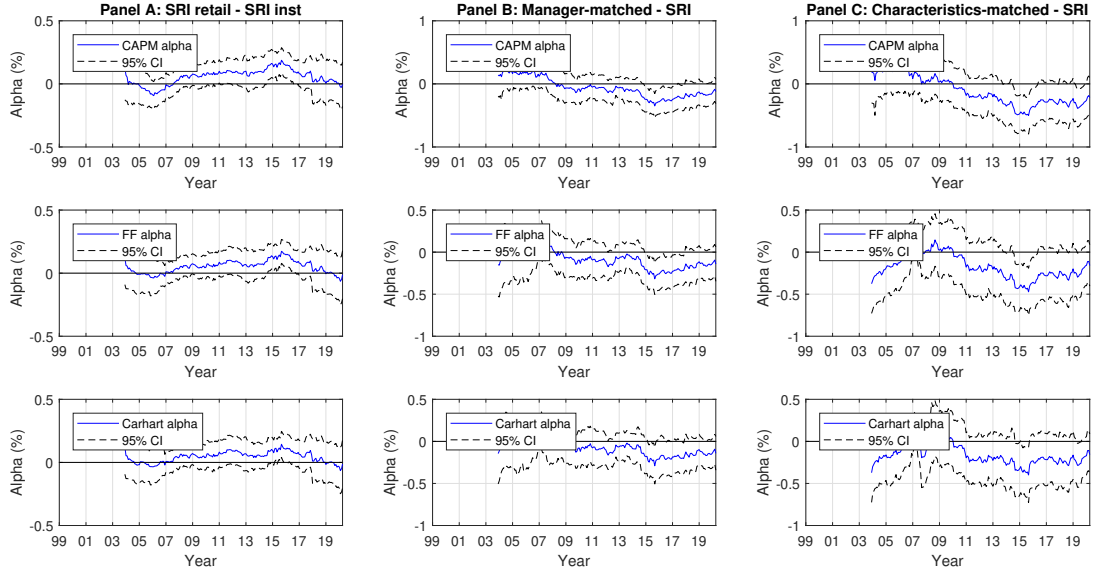 Panel A: SRI retail - SRI inst
Panel B: Manager-matched - SRI
Panel C: Characteristics-matched - SRI
0.5
0
-0.5
Alpha (%)
CAPM alpha
95% CI
99 01 03 05 07 09 11 13 15 17 19
Year
1
0
-1
Alpha (%)
CAPM alpha
95% CI
99 01 03 05 07 09 11 13 15 17 19
Year
1
0.5
0
-0.5
-1
Alpha (%)
CAPM alpha
95% CI
99 01 03 05 07 09 11 13 15 17 19
Year
0.5
0
-0.5
Alpha (%)
FF alpha
95% CI
99 01 03 05 07 09 11 13 15 17 19
Year
0.5
0
-0.5
-1
Alpha (%)
FF alpha
95% CI
99 01 03 05 07 09 11 13 15 17 19
Year
0.5
0
-0.5
-1
Alpha (%)
FF alpha
95% CI
99 01 03 05 07 09 11 13 15 17 19
Year
0.5
0
-0.5
Alpha (%)
Carhart alpha
95% CI
99 01 03 05 07 09 11 13 15 17 19
Year
0.5
0
-0.5
-1
Alpha (%)
Carhart alpha
95% CI
99 01 03 05 07 09 11 13 15 17 19
Year
0.5
0
-0.5
-1
Alpha (%)
Carhart alpha
95% CI
99 01 03 05 07 09 11 13 15 17 19
Year